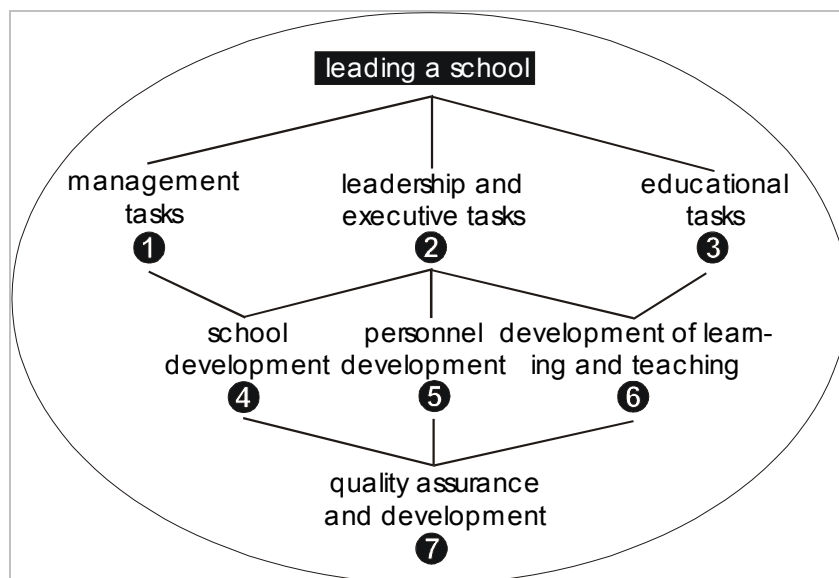 leading a school
management
tasks
1
leadership and
executive tasks
2
educational
tasks
3
school
development
4
personnel
development
5
development of learn-
ing and teaching
6
quality assurance
and development
7